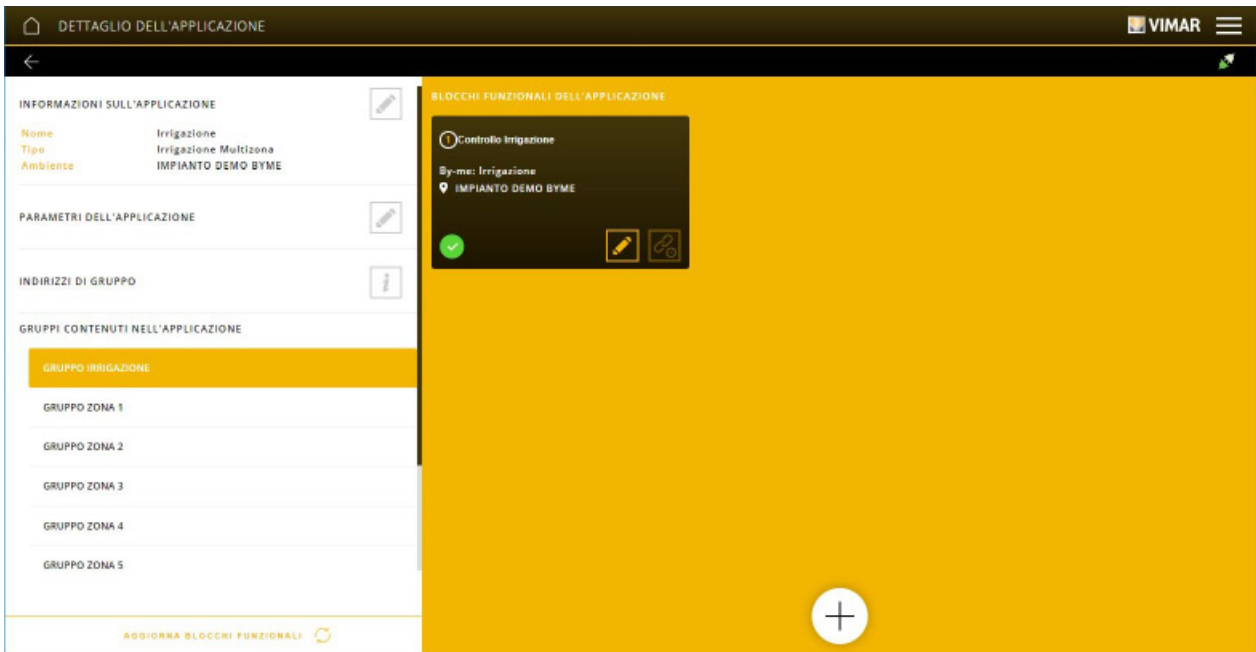 DETTAGLIO DELL'APPLICAZIONE
VIMAR
INFORMAZIONI SULL'APPLICAZIONE
Nome Irrigazione
Tipo Irrigazione Multizona
Ambiente IMPIANTO DEMO BYME
PARAMETRI DELL'APPLICAZIONE
INDIRIZZI DI GRUPPO
i
GRUPPI CONTENUTI NELL'APPLICAZIONE
GRUPPO IRRIGAZIONE
GRUPPO ZONA 1
GRUPPO ZONA 2
GRUPPO ZONA 3
GRUPPO ZONA 4
GRUPPO ZONA 5
AGGIORNA BLOCCHI FUNZIONALI
BLOCCHI FUNZIONALI DELL'APPLICAZIONE
1 Controllo Irrigazione
By-me: Irrigazione
IMPIANTO DEMO BYME